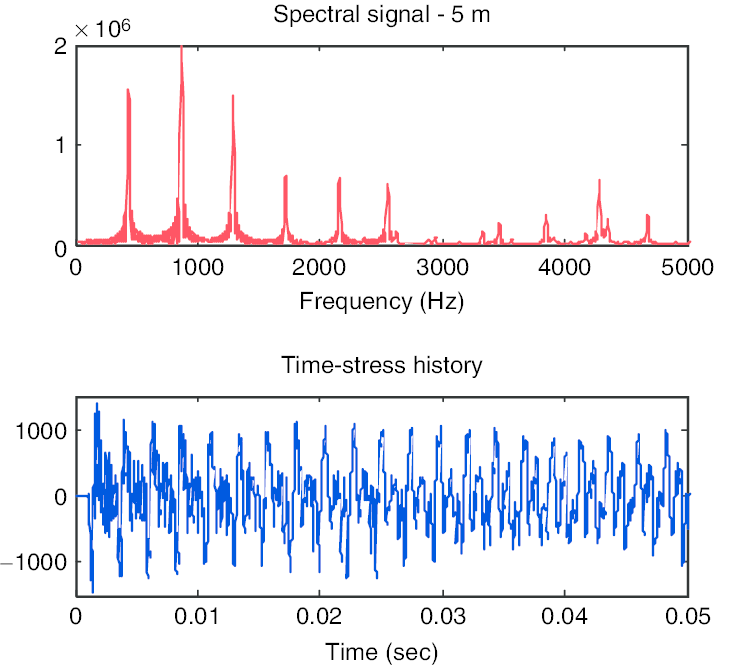 Spectral signal - 5 m
× 10⁶
2
1
0
0 1000 2000 3000 4000 5000
Frequency (Hz)
Time-stress history
1000
0
−1000
0 0.01 0.02 0.03 0.04 0.05
Time (sec)